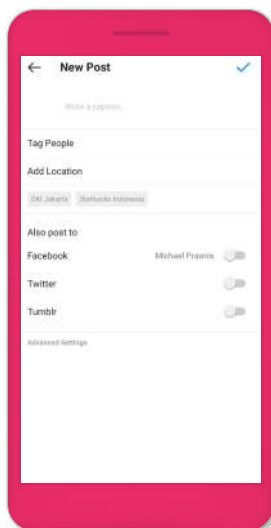 New Post
Write a caption...
Tag People
Add Location
DKI Jakarta Starbucks Indonesia
Also post to
Facebook Michael Prawira
Twitter
Tumblr
Advanced Settings